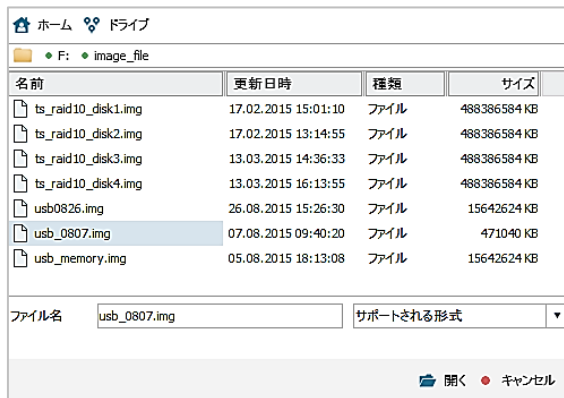 ホーム ドライブ
F: image_file
名前 更新日時 種類 サイズ
ts_raid10_disk1.img 17.02.2015 15:01:10 ファイル 488386584 KB
ts_raid10_disk2.img 17.02.2015 13:14:55 ファイル 488386584 KB
ts_raid10_disk3.img 13.03.2015 14:36:33 ファイル 488386584 KB
ts_raid10_disk4.img 13.03.2015 16:13:55 ファイル 488386584 KB
usb0826.img 26.08.2015 15:26:30 ファイル 15642624 KB
usb_0807.img 07.08.2015 09:40:20 ファイル 471040 KB
usb_memory.img 05.08.2015 18:13:08 ファイル 15642624 KB
ファイル名 usb_0807.img サポートされる形式
開く キャンセル